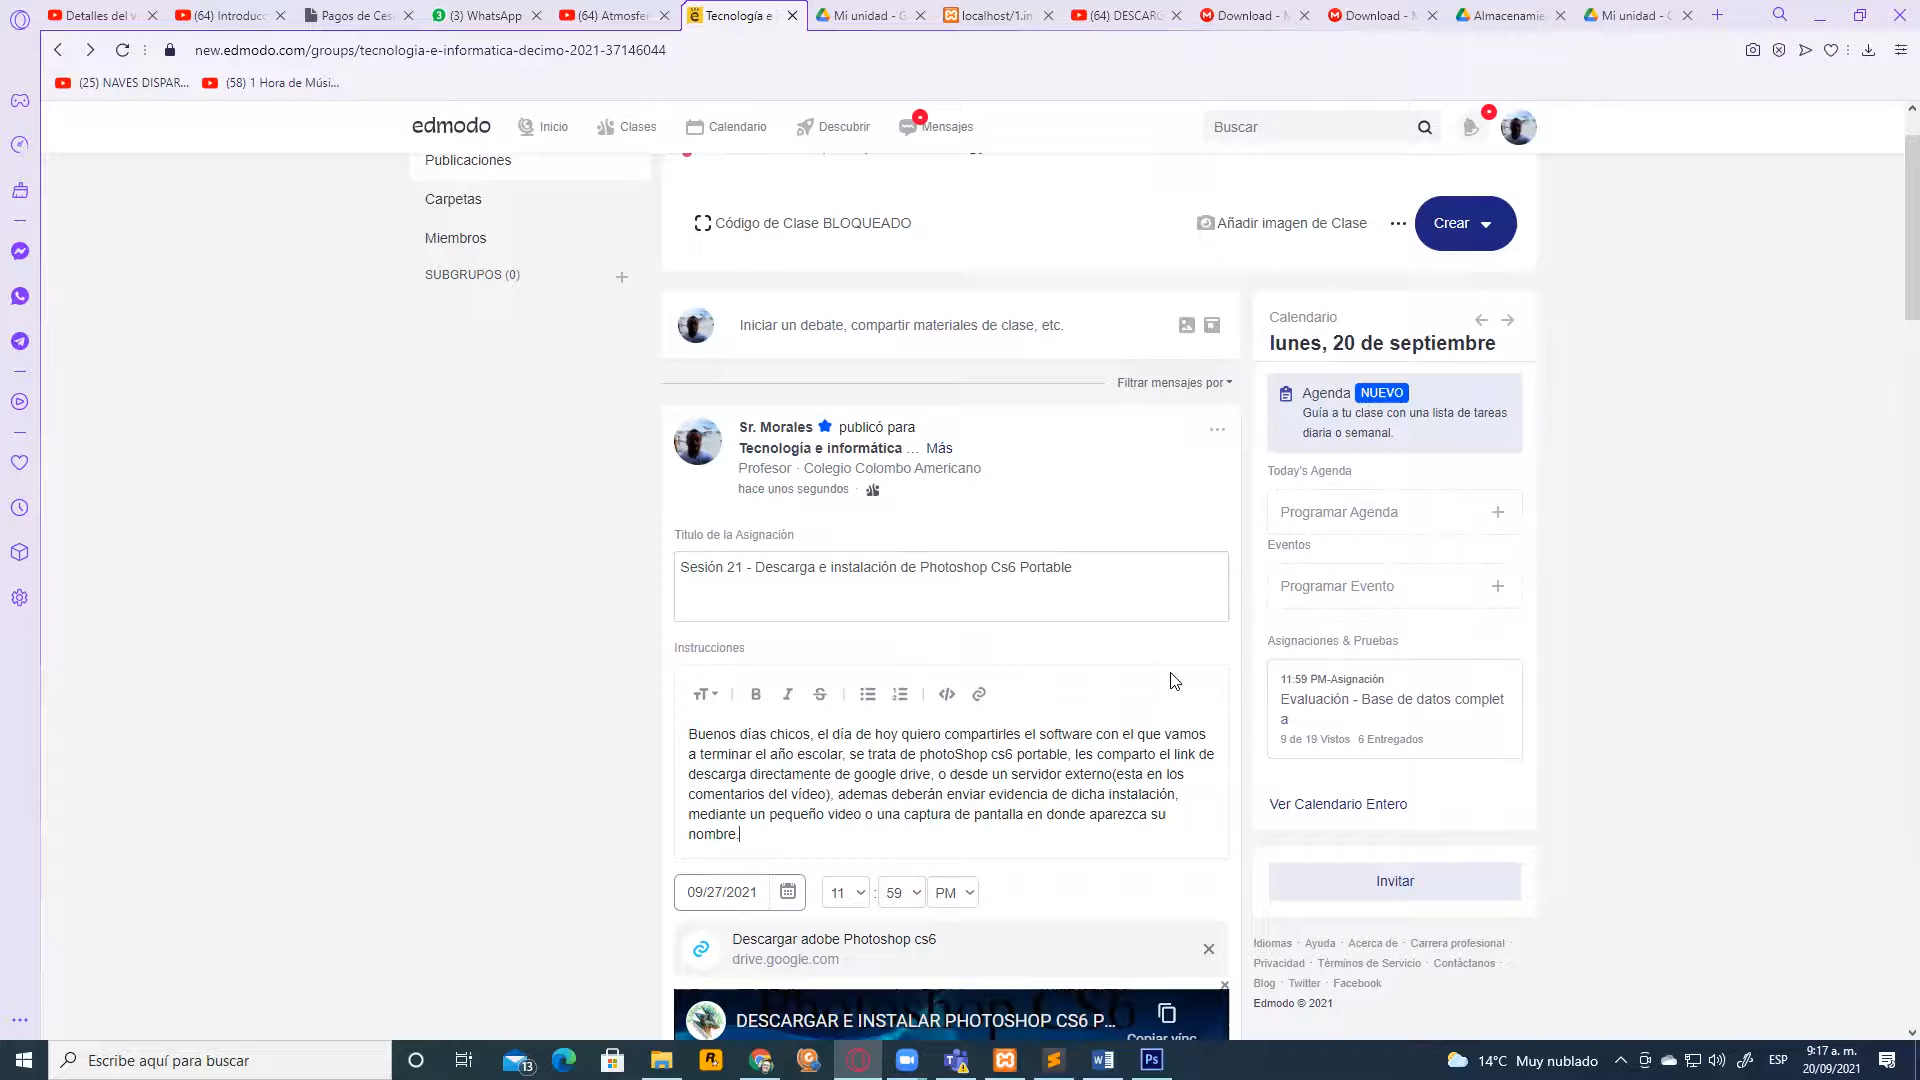 Detalles del v
(64) Introducc
Pagos de Ces
(3) WhatsApp
(64) Atmosfer
Tecnología e
Mi unidad - G
localhost/1.in
(64) DESCARG
Download - M
Download - M
Almacenamie
Mi unidad - G
new.edmodo.com/groups/tecnologia-e-informatica-decimo-2021-37146044
(25) NAVES DISPAR...
(58) 1 Hora de Músi...
edmodo
Inicio
Clases
Calendario
Descubrir
Mensajes
Buscar
Publicaciones
Carpetas
Miembros
SUBGRUPOS (0)
Código de Clase BLOQUEADO
Añadir imagen de Clase
Crear
Iniciar un debate, compartir materiales de clase, etc.
Filtrar mensajes por
Sr. Morales publicó para
Tecnología e informática ... Más
Profesor · Colegio Colombo Americano
hace unos segundos ·
Titulo de la Asignación
Sesión 21 - Descarga e instalación de Photoshop Cs6 Portable
Instrucciones
Buenos días chicos, el día de hoy quiero compartirles el software con el que vamos
a terminar el año escolar, se trata de photoShop cs6 portable, les comparto el link de
descarga directamente de google drive, o desde un servidor externo(esta en los
comentarios del vídeo), ademas deberán enviar evidencia de dicha instalación,
mediante un pequeño video o una captura de pantalla en donde aparezca su
nombre.
09/27/2021
11 : 59 PM
Descargar adobe Photoshop cs6
drive.google.com
Photoshop CS6
DESCARGAR E INSTALAR PHOTOSHOP CS6 P...
Copiar vínc
Calendario
lunes, 20 de septiembre
Agenda NUEVO
Guía a tu clase con una lista de tareas
diaria o semanal.
Today's Agenda
Programar Agenda
Eventos
Programar Evento
Asignaciones & Pruebas
11:59 PM-Asignación
Evaluación - Base de datos complet
a
9 de 19 Vistos 6 Entregados
Ver Calendario Entero
Invitar
Idiomas · Ayuda · Acerca de · Carrera profesional ·
Privacidad · Términos de Servicio · Contáctanos ·
Blog · Twitter · Facebook
Edmodo © 2021
Escribe aquí para buscar
13
14°C Muy nublado
ESP
9:17 a. m.
20/09/2021